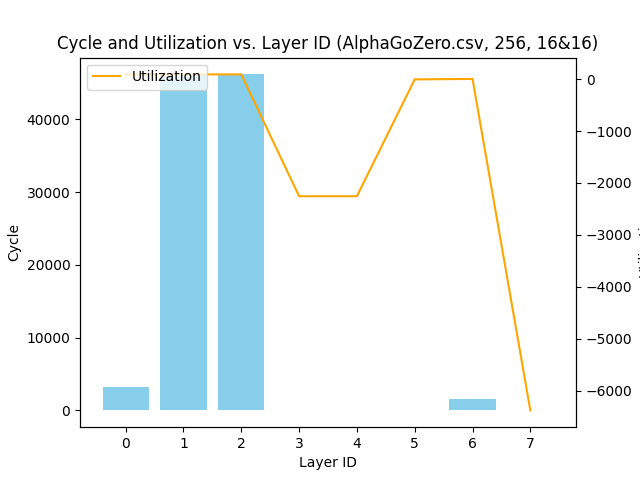 Cycle and Utilization vs. Layer ID (AlphaGoZero.csv, 256, 16&16)
Utilization
40000
30000
20000
10000
0
Cycle
0
−1000
−2000
−3000
−4000
−5000
−6000
0 1 2 3 4 5 6 7
Layer ID